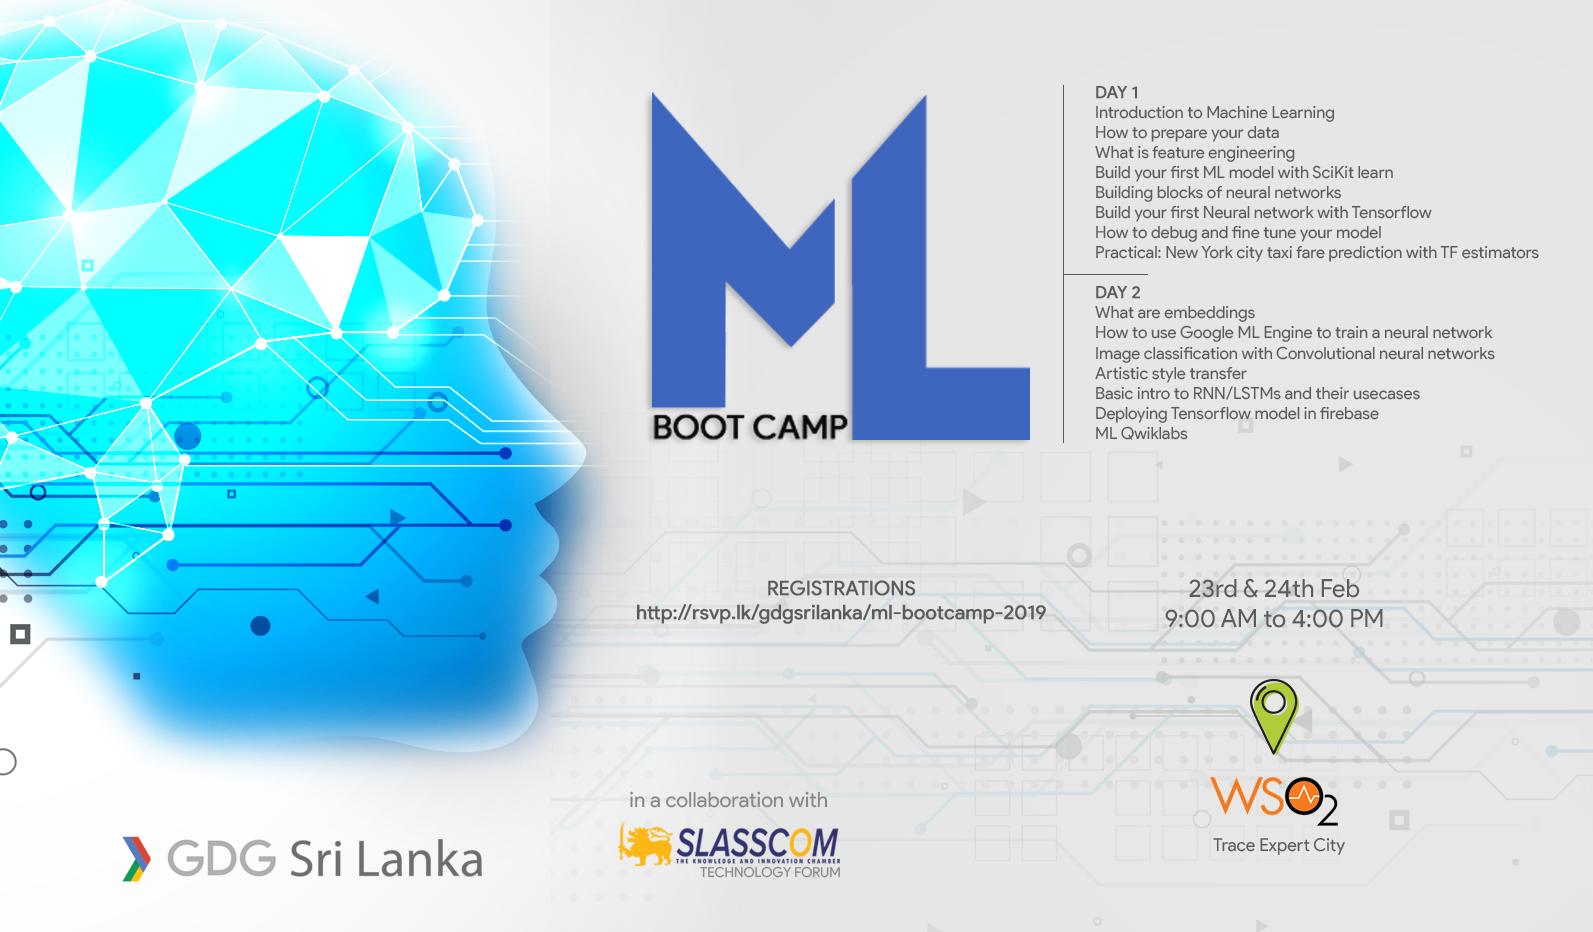 ML
BOOT CAMP
DAY 1
Introduction to Machine Learning
How to prepare your data
What is feature engineering
Build your first ML model with SciKit learn
Building blocks of neural networks
Build your first Neural network with Tensorflow
How to debug and fine tune your model
Practical: New York city taxi fare prediction with TF estimators
DAY 2
What are embeddings
How to use Google ML Engine to train a neural network
Image classification with Convolutional neural networks
Artistic style transfer
Basic intro to RNN/LSTMs and their usecases
Deploying Tensorflow model in firebase
ML Qwiklabs
REGISTRATIONS
http://rsvp.lk/gdgsrilanka/ml-bootcamp-2019
23rd & 24th Feb
9:00 AM to 4:00 PM
WSO2
Trace Expert City
in a collaboration with
SLASSCOM
THE KNOWLEDGE AND INNOVATION CHAMBER
TECHNOLOGY FORUM
GDG Sri Lanka